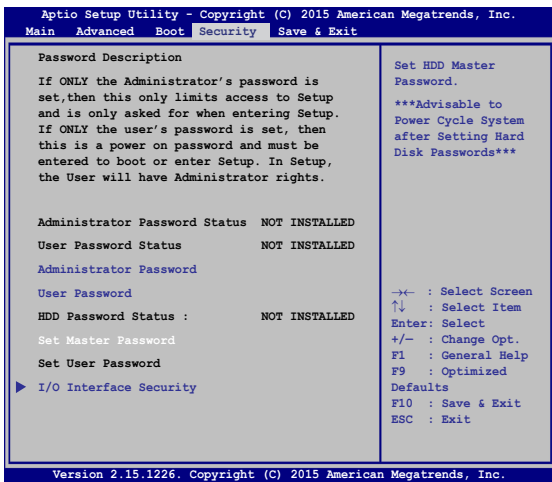 Aptio Setup Utility - Copyright (C) 2015 American Megatrends, Inc.
Main Advanced Boot Security Save & Exit
Password Description
If ONLY the Administrator's password is
set,then this only limits access to Setup
and is only asked for when entering Setup.
If ONLY the user's password is set, then
this is a power on password and must be
entered to boot or enter Setup. In Setup,
the User will have Administrator rights.
Administrator Password Status NOT INSTALLED
User Password Status NOT INSTALLED
Administrator Password
User Password
HDD Password Status : NOT INSTALLED
Set Master Password
Set User Password
I/O Interface Security
Set HDD Master
Password.
***Advisable to
Power Cycle System
after Setting Hard
Disk Passwords***
→← : Select Screen
↑↓ : Select Item
Enter: Select
+/— : Change Opt.
F1 : General Help
F9 : Optimized
Defaults
F10 : Save & Exit
ESC : Exit
Version 2.15.1226. Copyright (C) 2015 American Megatrends, Inc.